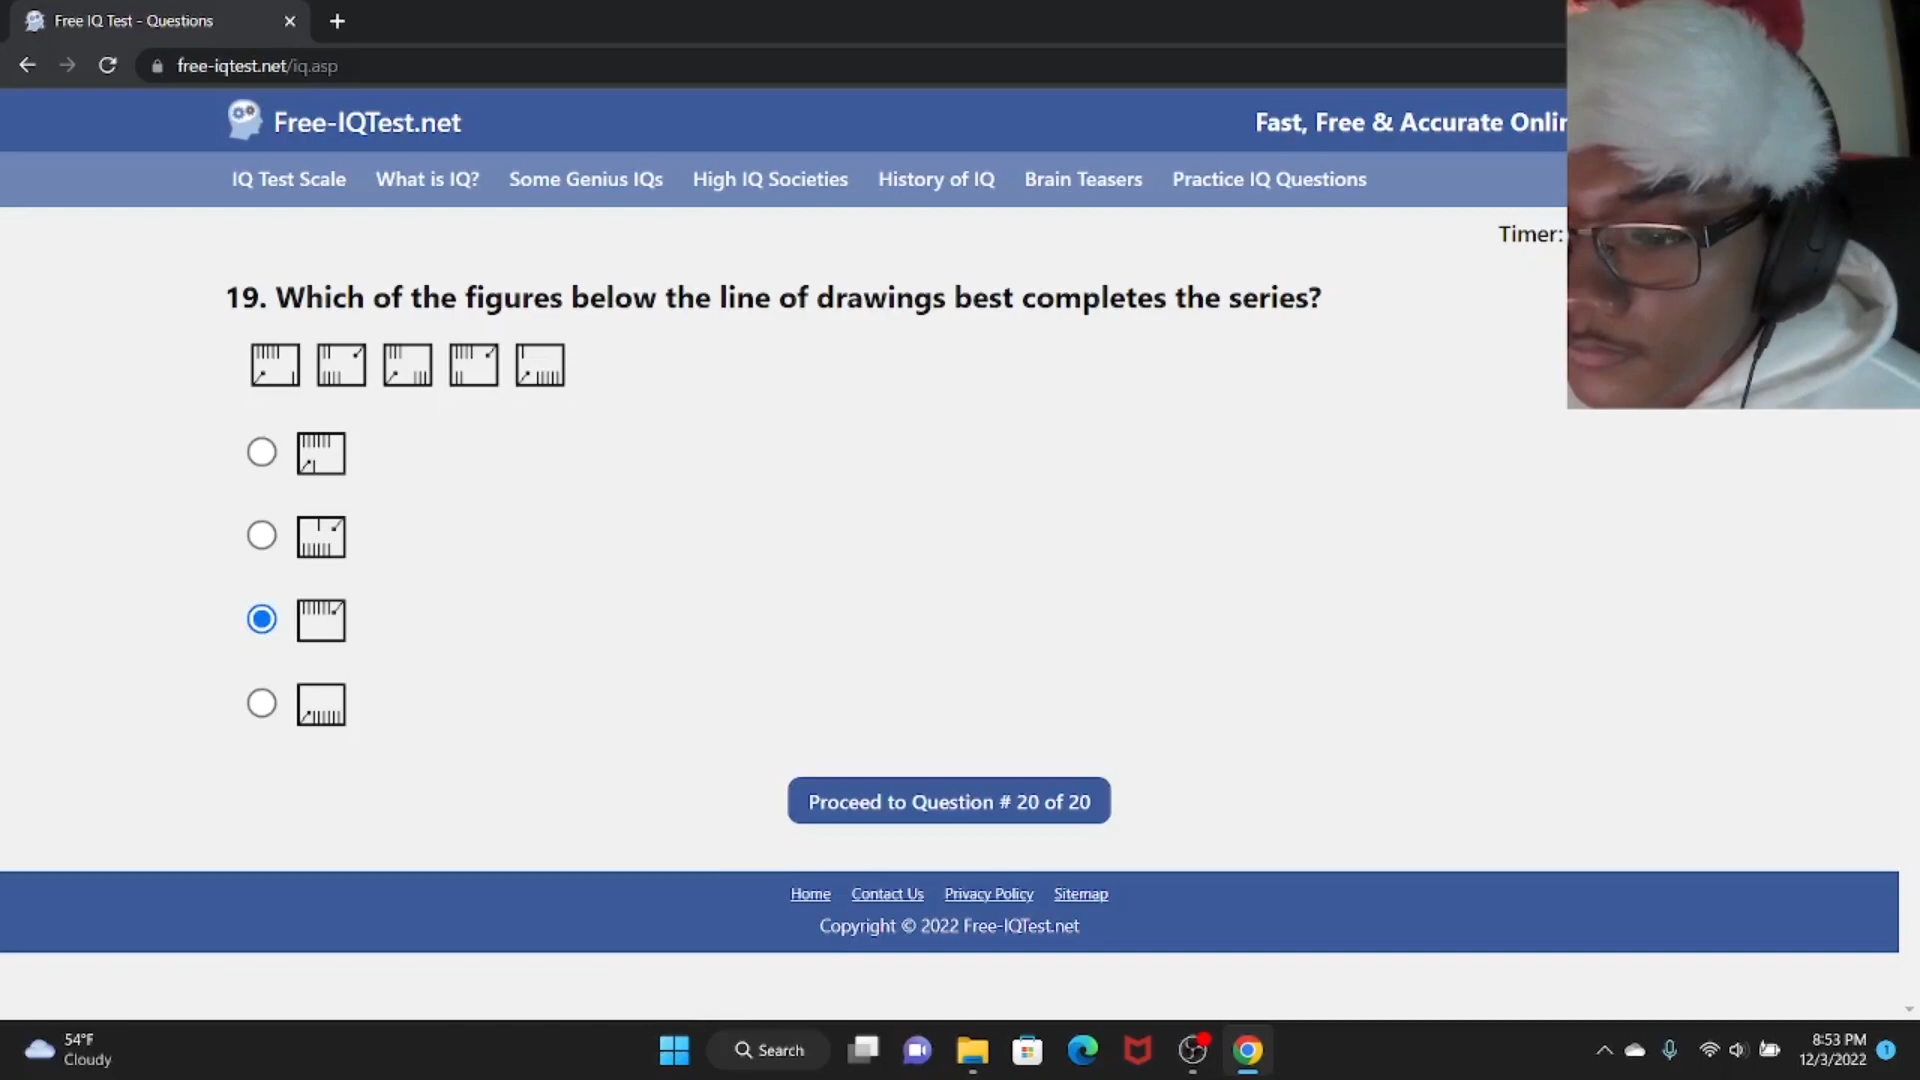 Free IQ Test - Questions
free-iqtest.net/iq.asp
Free-IQTest.net
Fast, Free & Accurate Onlin
IQ Test Scale What is IQ? Some Genius IQs High IQ Societies History of IQ Brain Teasers Practice IQ Questions
Timer:
19. Which of the figures below the line of drawings best completes the series?
Proceed to Question # 20 of 20
Home Contact Us Privacy Policy Sitemap
Copyright © 2022 Free-IQTest.net
54°F
Cloudy
Search
8:53 PM
12/3/2022
1